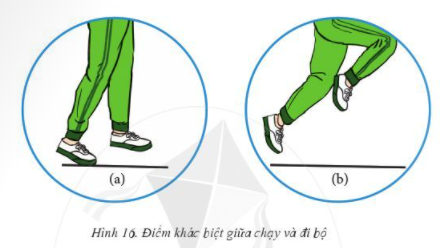 (a) (b)
Hình 16. Điểm khác biệt giữa chạy và đi bộ